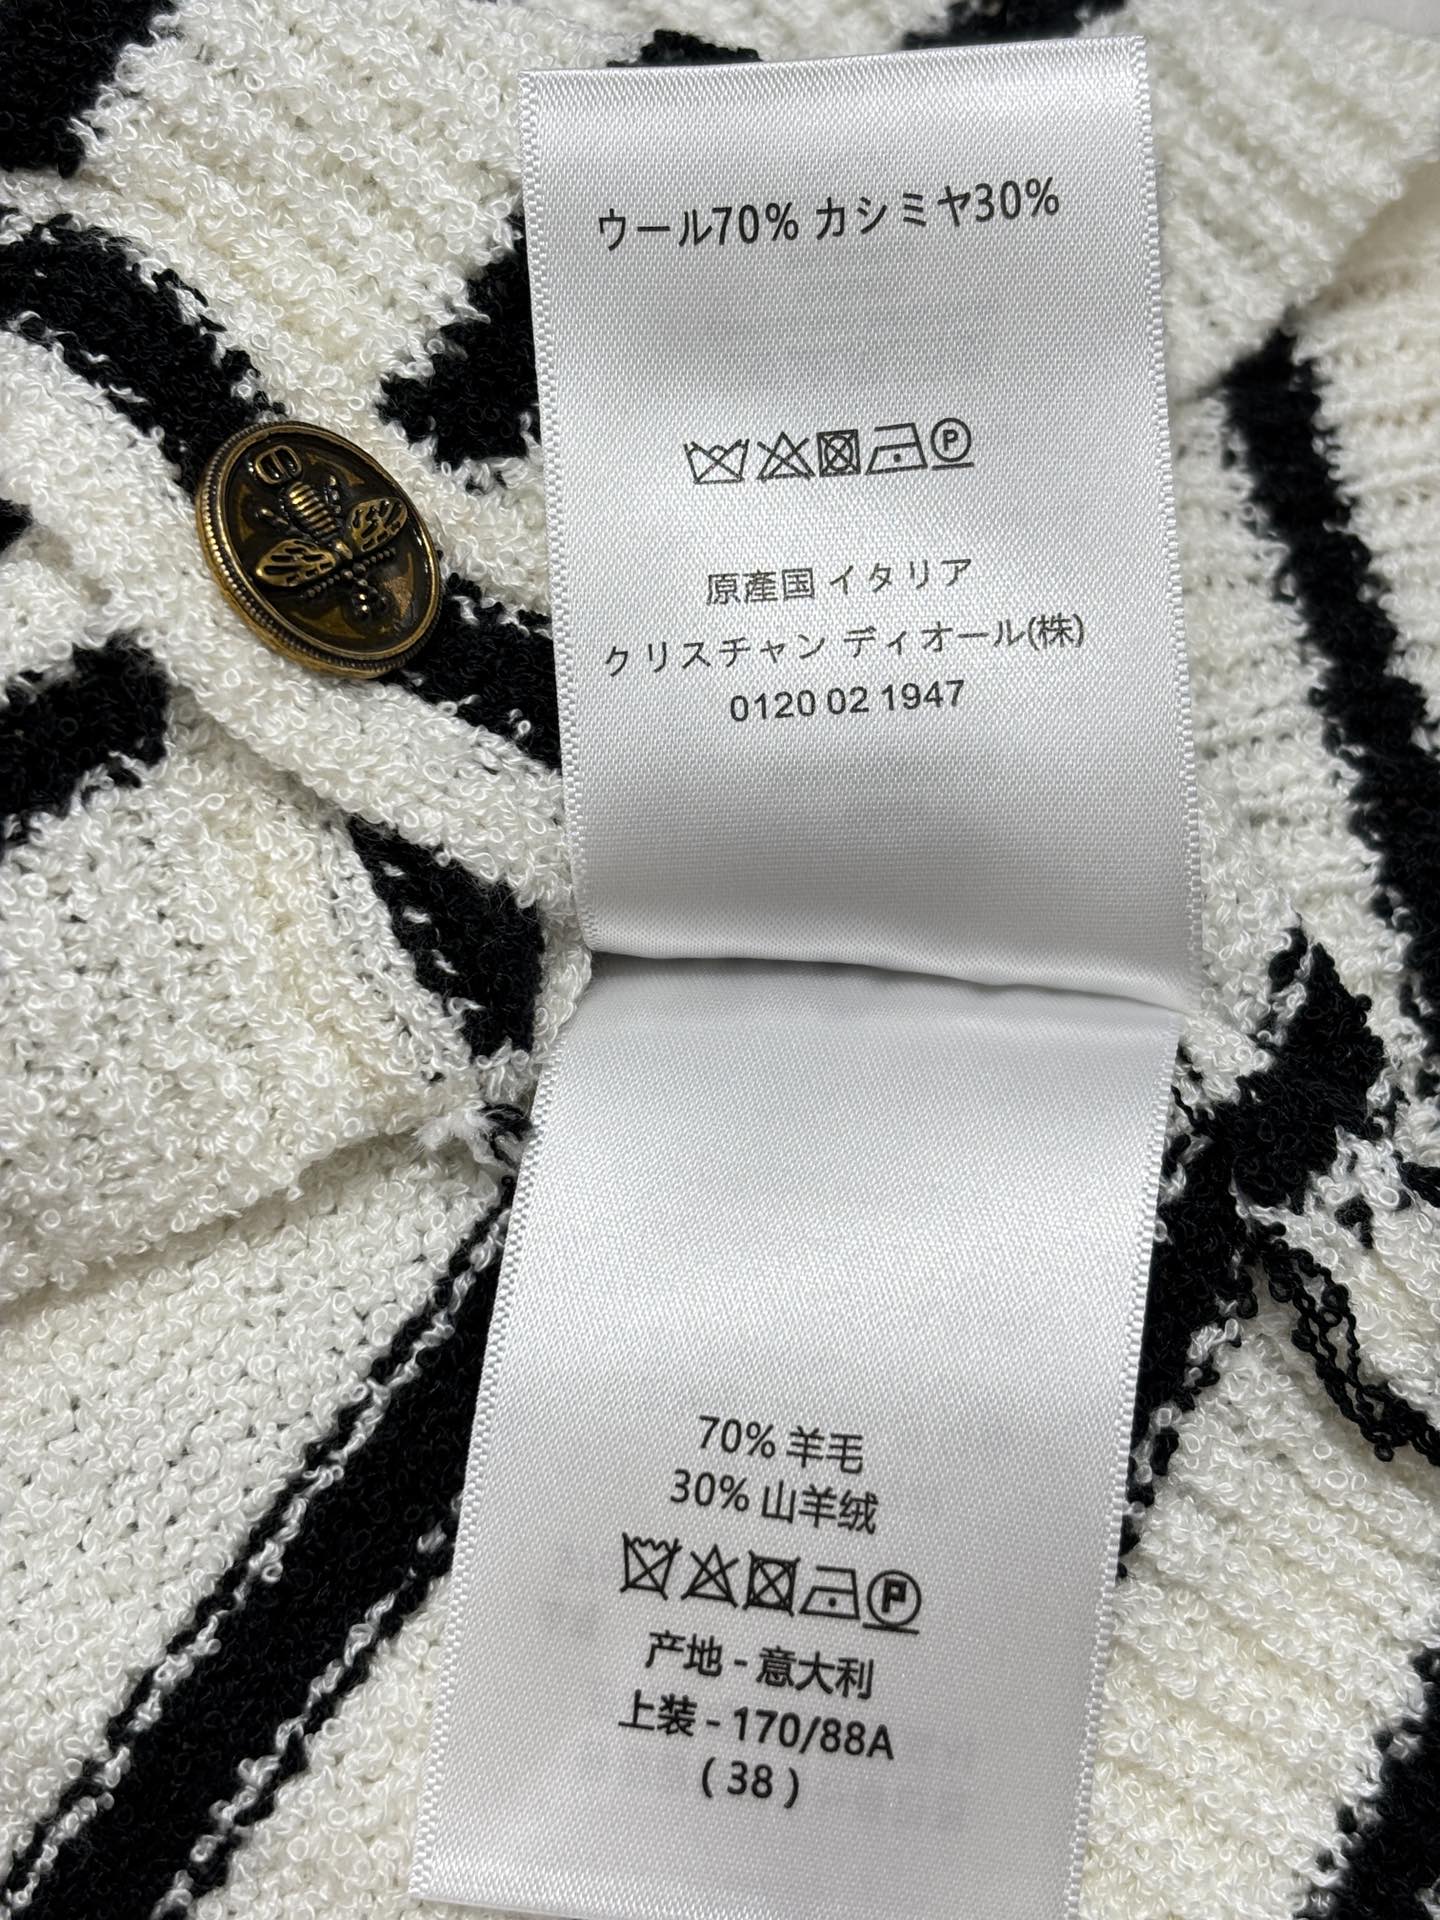 ウール70% カシミヤ30%
P
原產国 イタリア
クリスチャン ディオール(株)
0120 02 1947
70% 羊毛
30% 山羊绒
P
产地 - 意大利
上装 - 170/88A
( 38 )